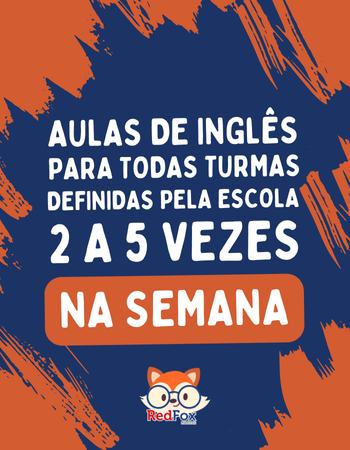 AULAS DE INGLÊS
PARA TODAS TURMAS
DEFINIDAS PELA ESCOLA
2 A 5 VEZES
NA SEMANA
RedFox